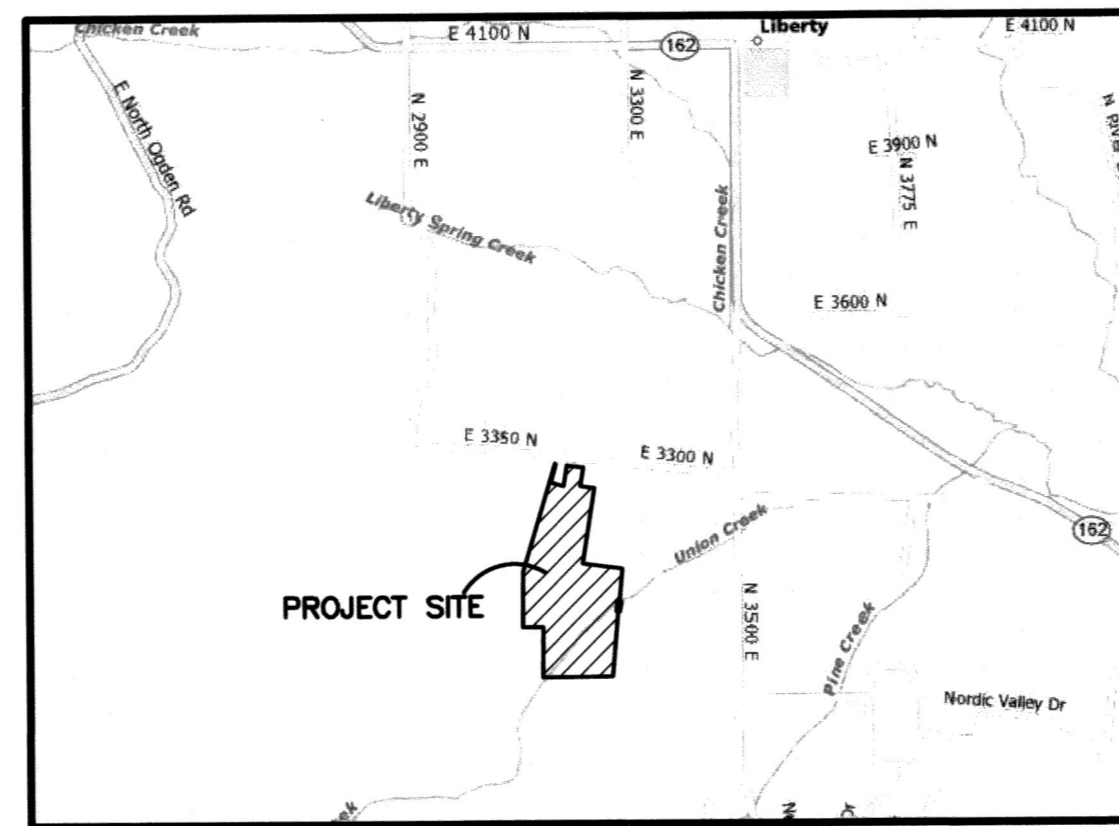 Chicken Creek
E 4100 N
162
Liberty
E 4100 N
E North Ogden Rd
N 2900 E
N 3300 E
E 3900 N
N 3775 E
Liberty Spring Creek
Chicken Creek
E 3600 N
E 3350 N
E 3300 N
Union Creek
162
PROJECT SITE
N 3500 E
Pine Creek
Nordic Valley Dr